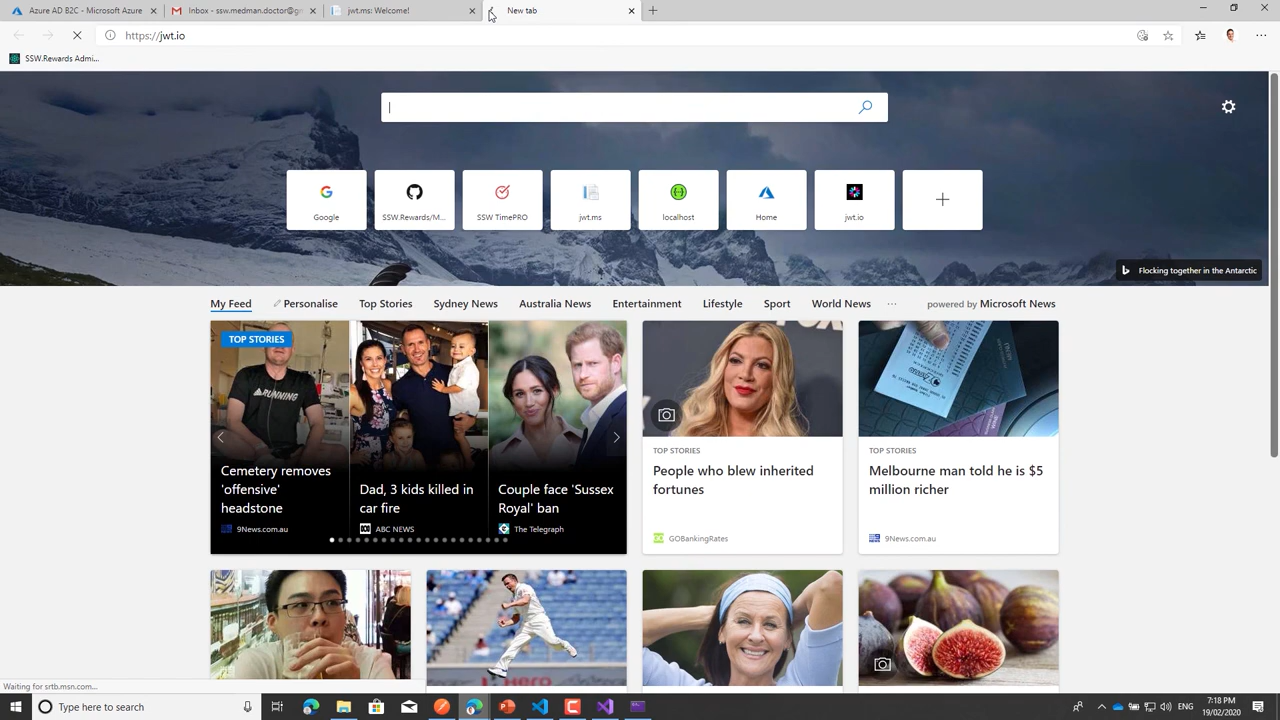 Azure AD B2C - Microsoft Azure
Inbox - ssw.medman.doctor@gm
jwt.ms: Welcome!
New tab
https://jwt.io
SSW.Rewards Admi...
Google
SSW.Rewards/M...
SSW TimePRO
jwt.ms
localhost
Home
jwt.io
Flocking together in the Antarctic
My Feed
Personalise
Top Stories
Sydney News
Australia News
Entertainment
Lifestyle
Sport
World News
...
powered by Microsoft News
TOP STORIES
RUNNING
Cemetery removes
'offensive'
headstone
9News.com.au
Dad, 3 kids killed in
car fire
ABC NEWS
Couple face 'Sussex
Royal' ban
The Telegraph
TOP STORIES
People who blew inherited
fortunes
GOBankingRates
TOP STORIES
Melbourne man told he is $5
million richer
9News.com.au
Waiting for srtb.msn.com...
Type here to search
ENG
7:18 PM
19/02/2020